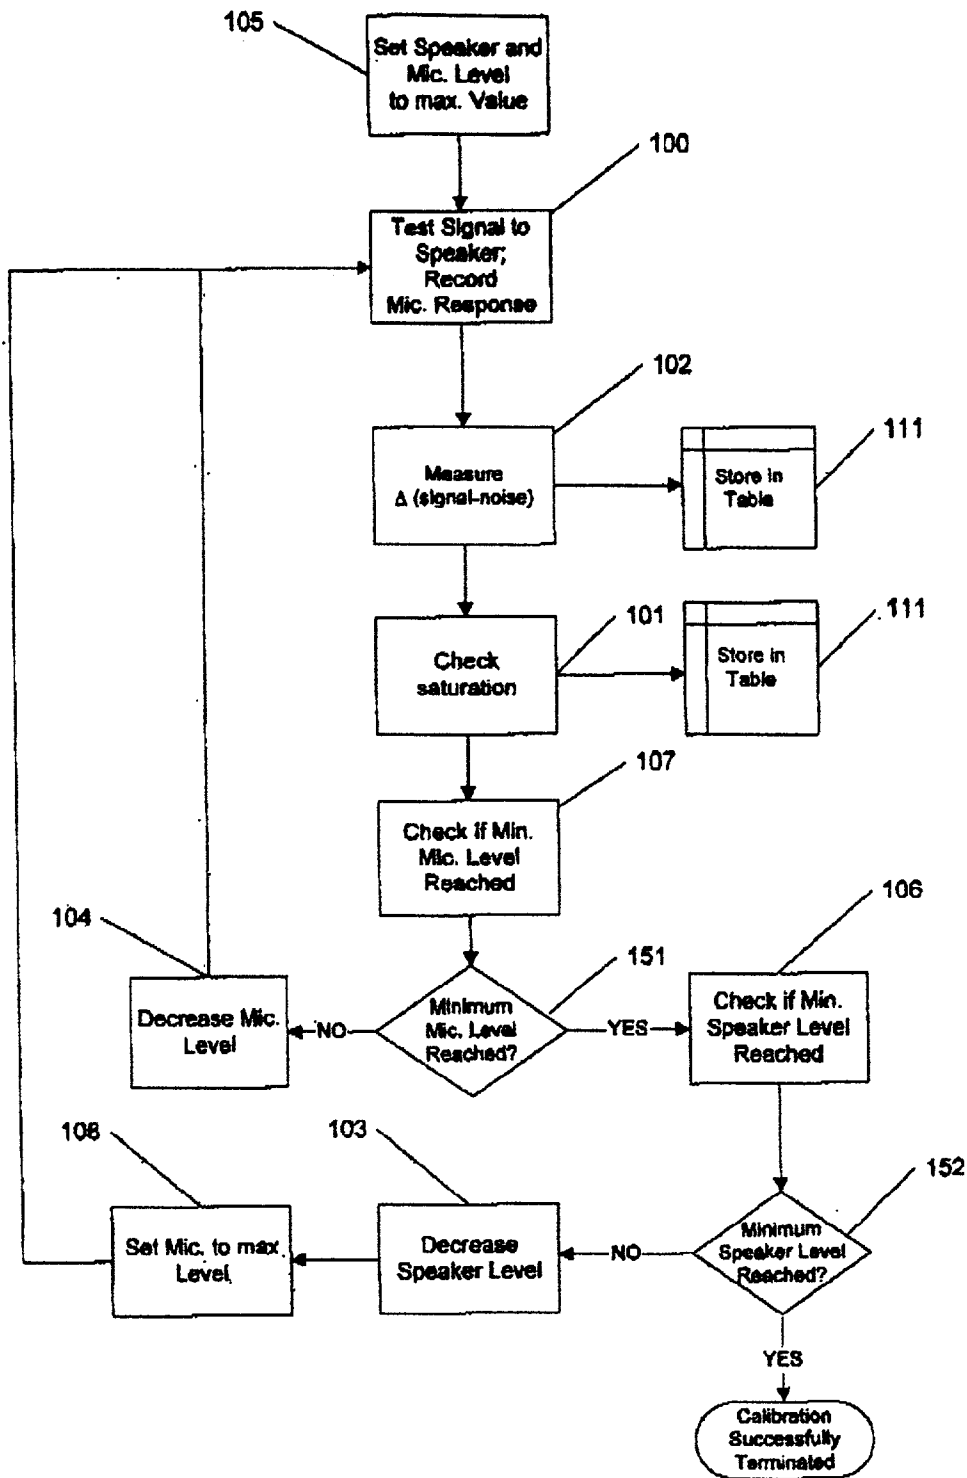 105
Set Speaker and
Mic. Level
to max. Value
100
Test Signal to
Speaker;
Record
Mic. Response
102
Measure
Δ (signal-noise)
111
Store in
Table
101
Check
saturation
111
Store in
Table
107
Check if Min.
Mic. Level
Reached
106
104
151
Decrease Mic.
Level
NO
Minimum
Mic. Level
Reached?
YES
Check if Min.
Speaker Level
Reached
108
103
152
Set Mic. to max.
Level
Decrease
Speaker Level
NO
Minimum
Speaker Level
Reached?
YES
Calibration
Successfully
Terminated